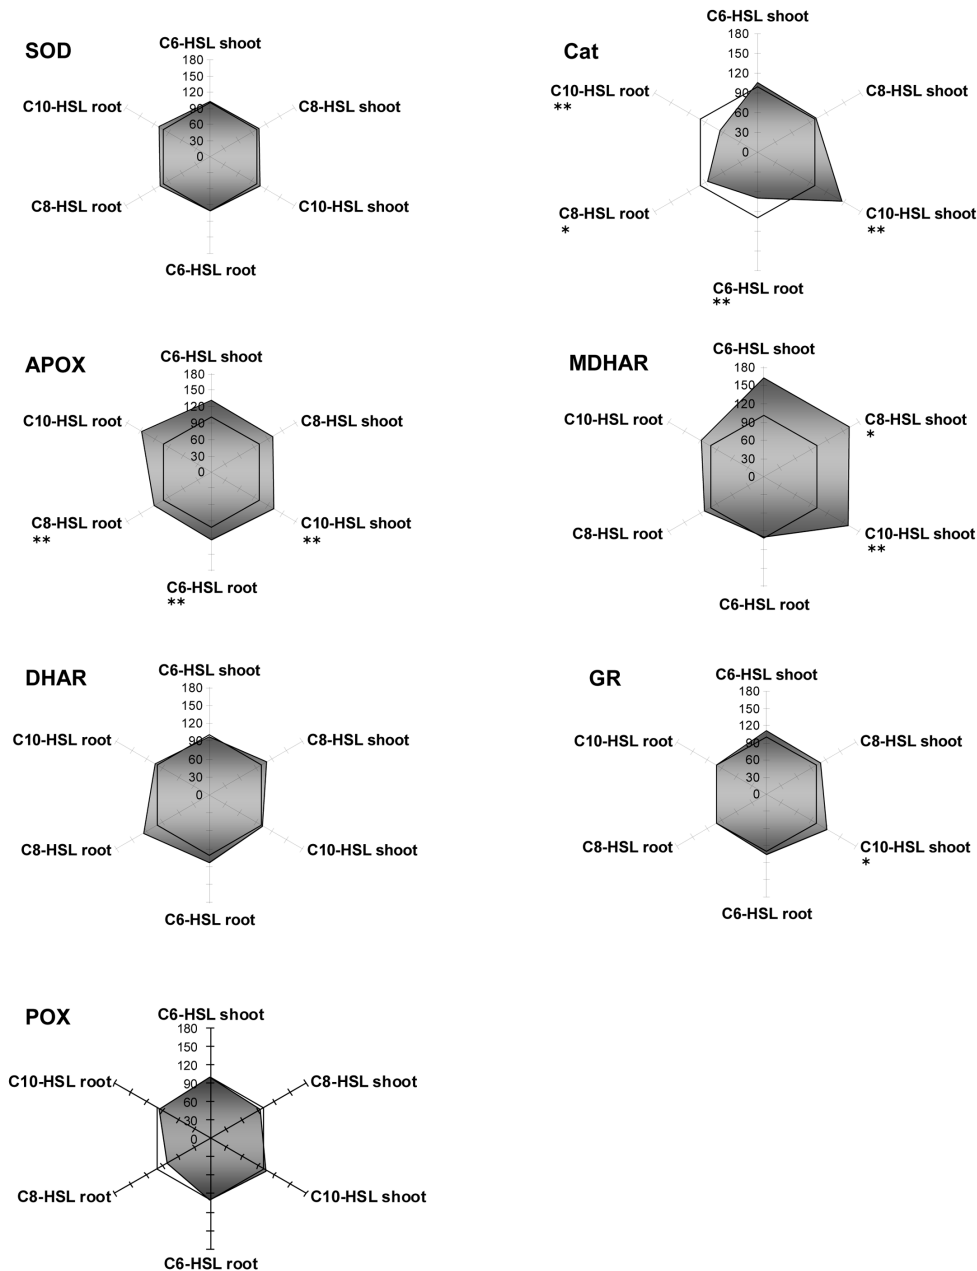 SOD
C6-HSL shoot
180
150
120
90
60
30
0
C8-HSL shoot
C10-HSL shoot
C6-HSL root
C8-HSL root
C10-HSL root
Cat
C6-HSL shoot
180
150
120
90
60
30
0
C8-HSL shoot
C10-HSL shoot
**
C6-HSL root
**
C8-HSL root
*
C10-HSL root
**
APOX
C6-HSL shoot
180
150
120
90
60
30
0
C8-HSL shoot
C10-HSL shoot
**
C6-HSL root
**
C8-HSL root
**
C10-HSL root
MDHAR
C6-HSL shoot
180
150
120
90
60
30
0
C8-HSL shoot
*
C10-HSL shoot
**
C6-HSL root
C8-HSL root
C10-HSL root
DHAR
C6-HSL shoot
180
150
120
90
60
30
0
C8-HSL shoot
C10-HSL shoot
C6-HSL root
C8-HSL root
C10-HSL root
GR
C6-HSL shoot
180
150
120
90
60
30
0
C8-HSL shoot
C10-HSL shoot
*
C6-HSL root
C8-HSL root
C10-HSL root
POX
C6-HSL shoot
180
150
120
90
60
30
0
C8-HSL shoot
C10-HSL shoot
C6-HSL root
C8-HSL root
C10-HSL root